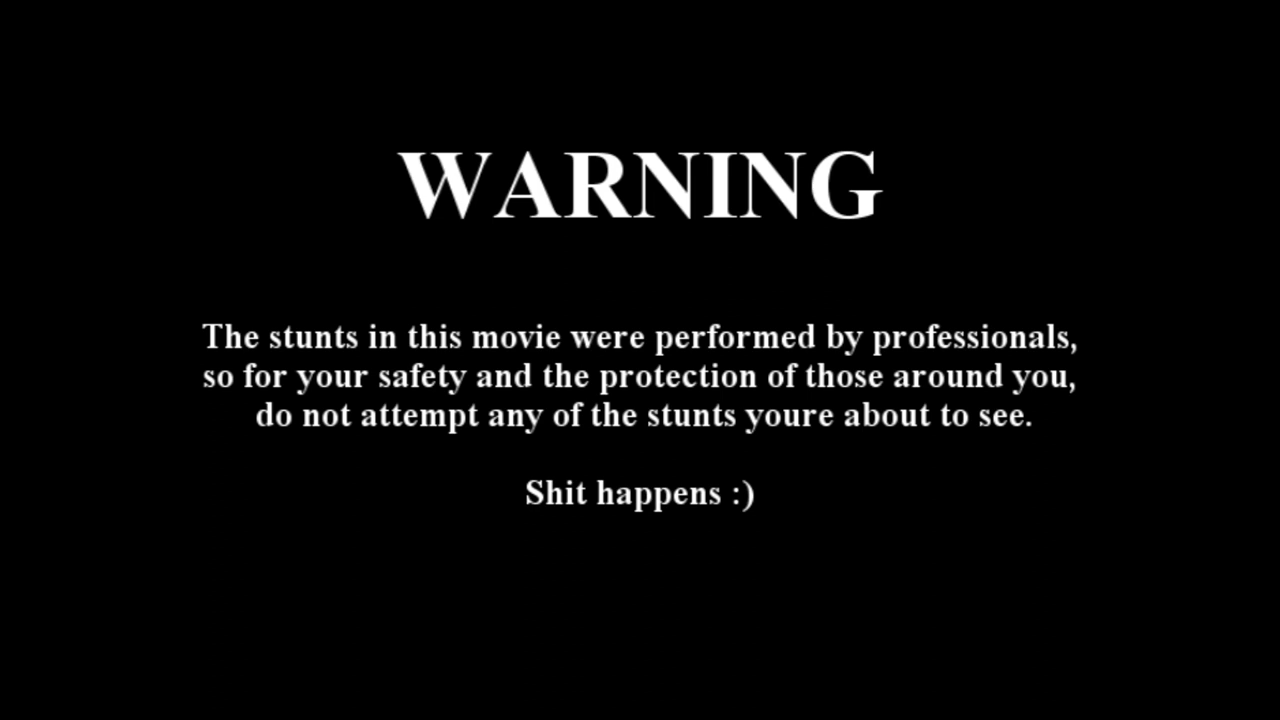 WARNING
The stunts in this movie were performed by professionals,
so for your safety and the protection of those around you,
do not attempt any of the stunts youre about to see.
Shit happens :)